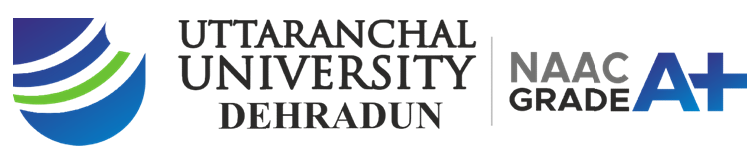 UTTARANCHAL
UNIVERSITY
DEHRADUN
NAAC
GRADE A+